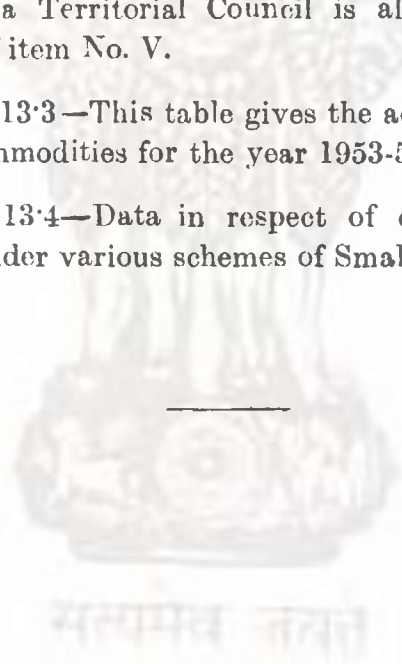 a Territorial Council is al
item No. V.
13·3—This table gives the a
nmodities for the year 1953-5
13·4—Data in respect of
der various schemes of Smal
सत्यमेव जयते